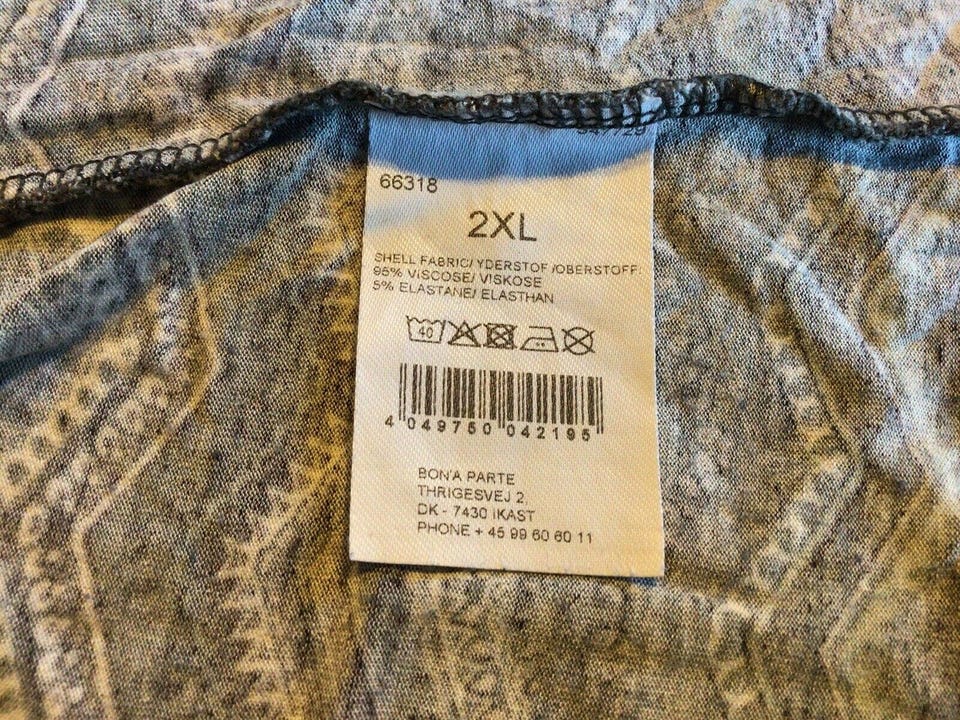 66318
2XL
SHELL FABRIC/ YDERSTOF /OBERSTOFF:
95% VISCOSE/ VISKOSE
5% ELASTANE/ ELASTHAN
40
4 049750 042195
BON'A PARTE
THRIGESVEJ 2
DK - 7430 IKAST
PHONE + 45 99 60 60 11